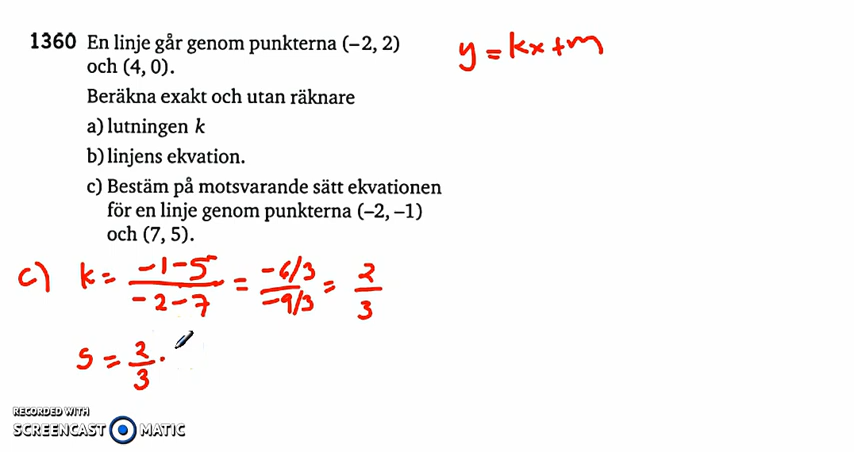 1360 En linje går genom punkterna (−2, 2)
och (4, 0).
Beräkna exakt och utan räknare
a) lutningen k
b) linjens ekvation.
c) Bestäm på motsvarande sätt ekvationen
för en linje genom punkterna (−2, −1)
och (7, 5).
y = kx + m
c) k = (−1−5)/(−2−7) = (−6/3)/(−9/3) = 2/3
5 = 2/3 ·
RECORDED WITH
SCREENCAST MATIC